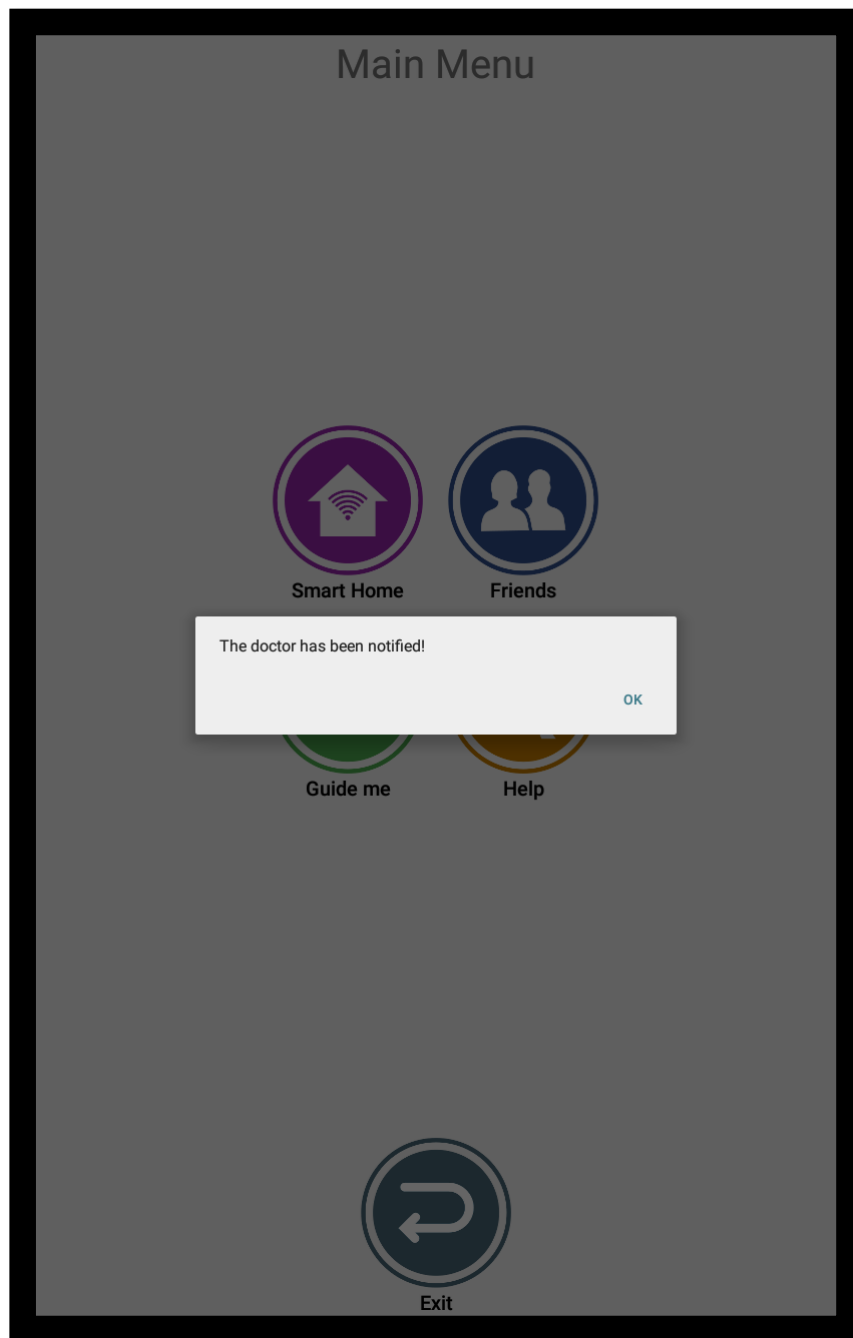 Main Menu
Smart Home
Friends
The doctor has been notified!
OK
Guide me
Help
Exit